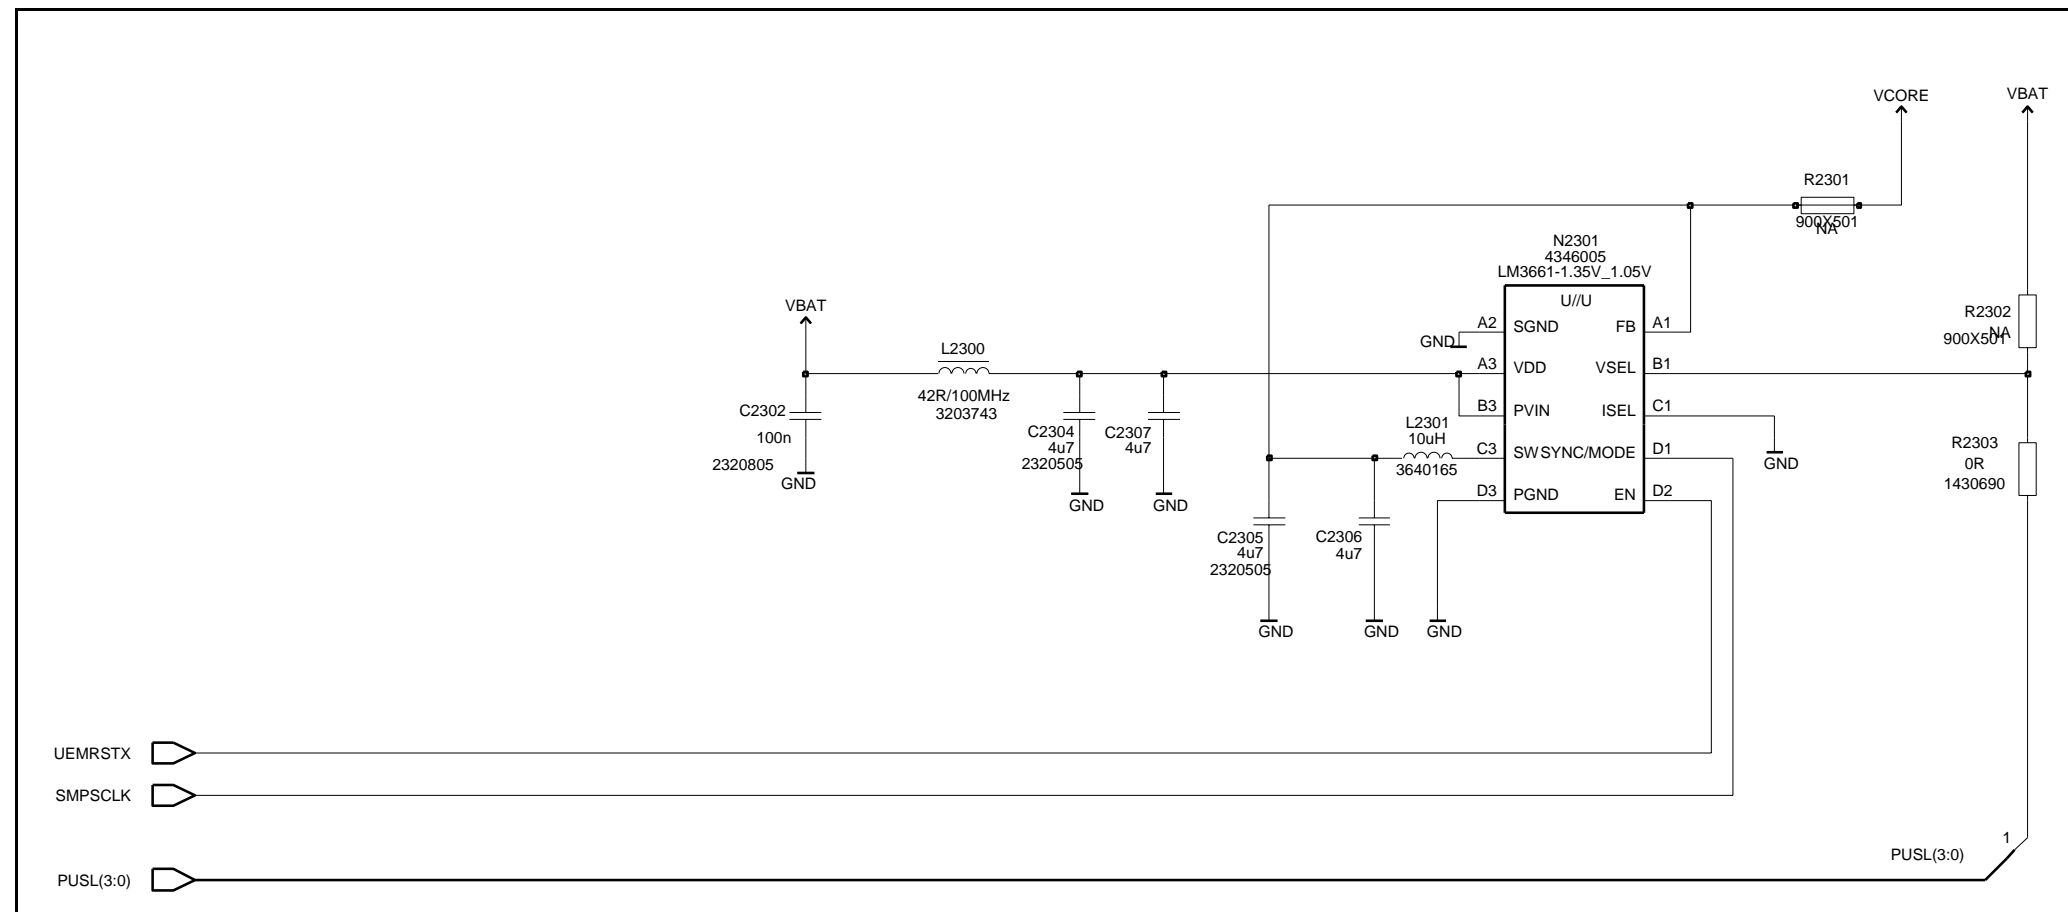 VCORE
VBAT
R2301
900X501
NA
N2301
4346005
LM3661-1.35V_1.05V
U//U
VBAT
R2302
NA
900X501
A2
SGND
FB
A1
GND
L2300
A3
VDD
VSEL
B1
42R/100MHz
3203743
C2302
100n
2320805
GND
C2304
4u7
2320505
GND
C2307
4u7
GND
B3
PVIN
ISEL
C1
GND
L2301
10uH
3640165
C3
SW
SYNC/MODE
D1
R2303
0R
1430690
D3
PGND
EN
D2
C2305
4u7
2320505
GND
C2306
4u7
GND
GND
UEMRSTX
SMPSCLK
1
PUSL(3:0)
PUSL(3:0)